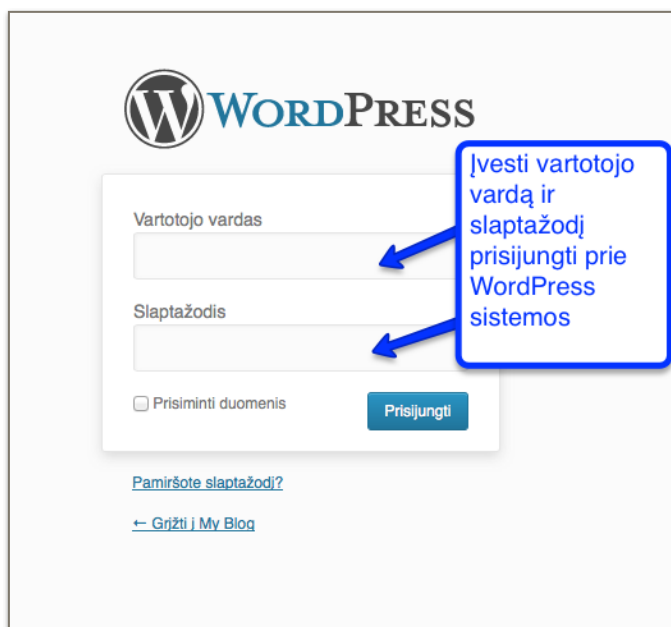 WORDPRESS
Įvesti vartotojo
vardą ir
slaptažodį
prisijungti prie
WordPress
sistemos
Vartotojo vardas
Slaptažodis
Prisiminti duomenis
Prisijungti
Pamiršote slaptažodį?
← Grįžti į My Blog